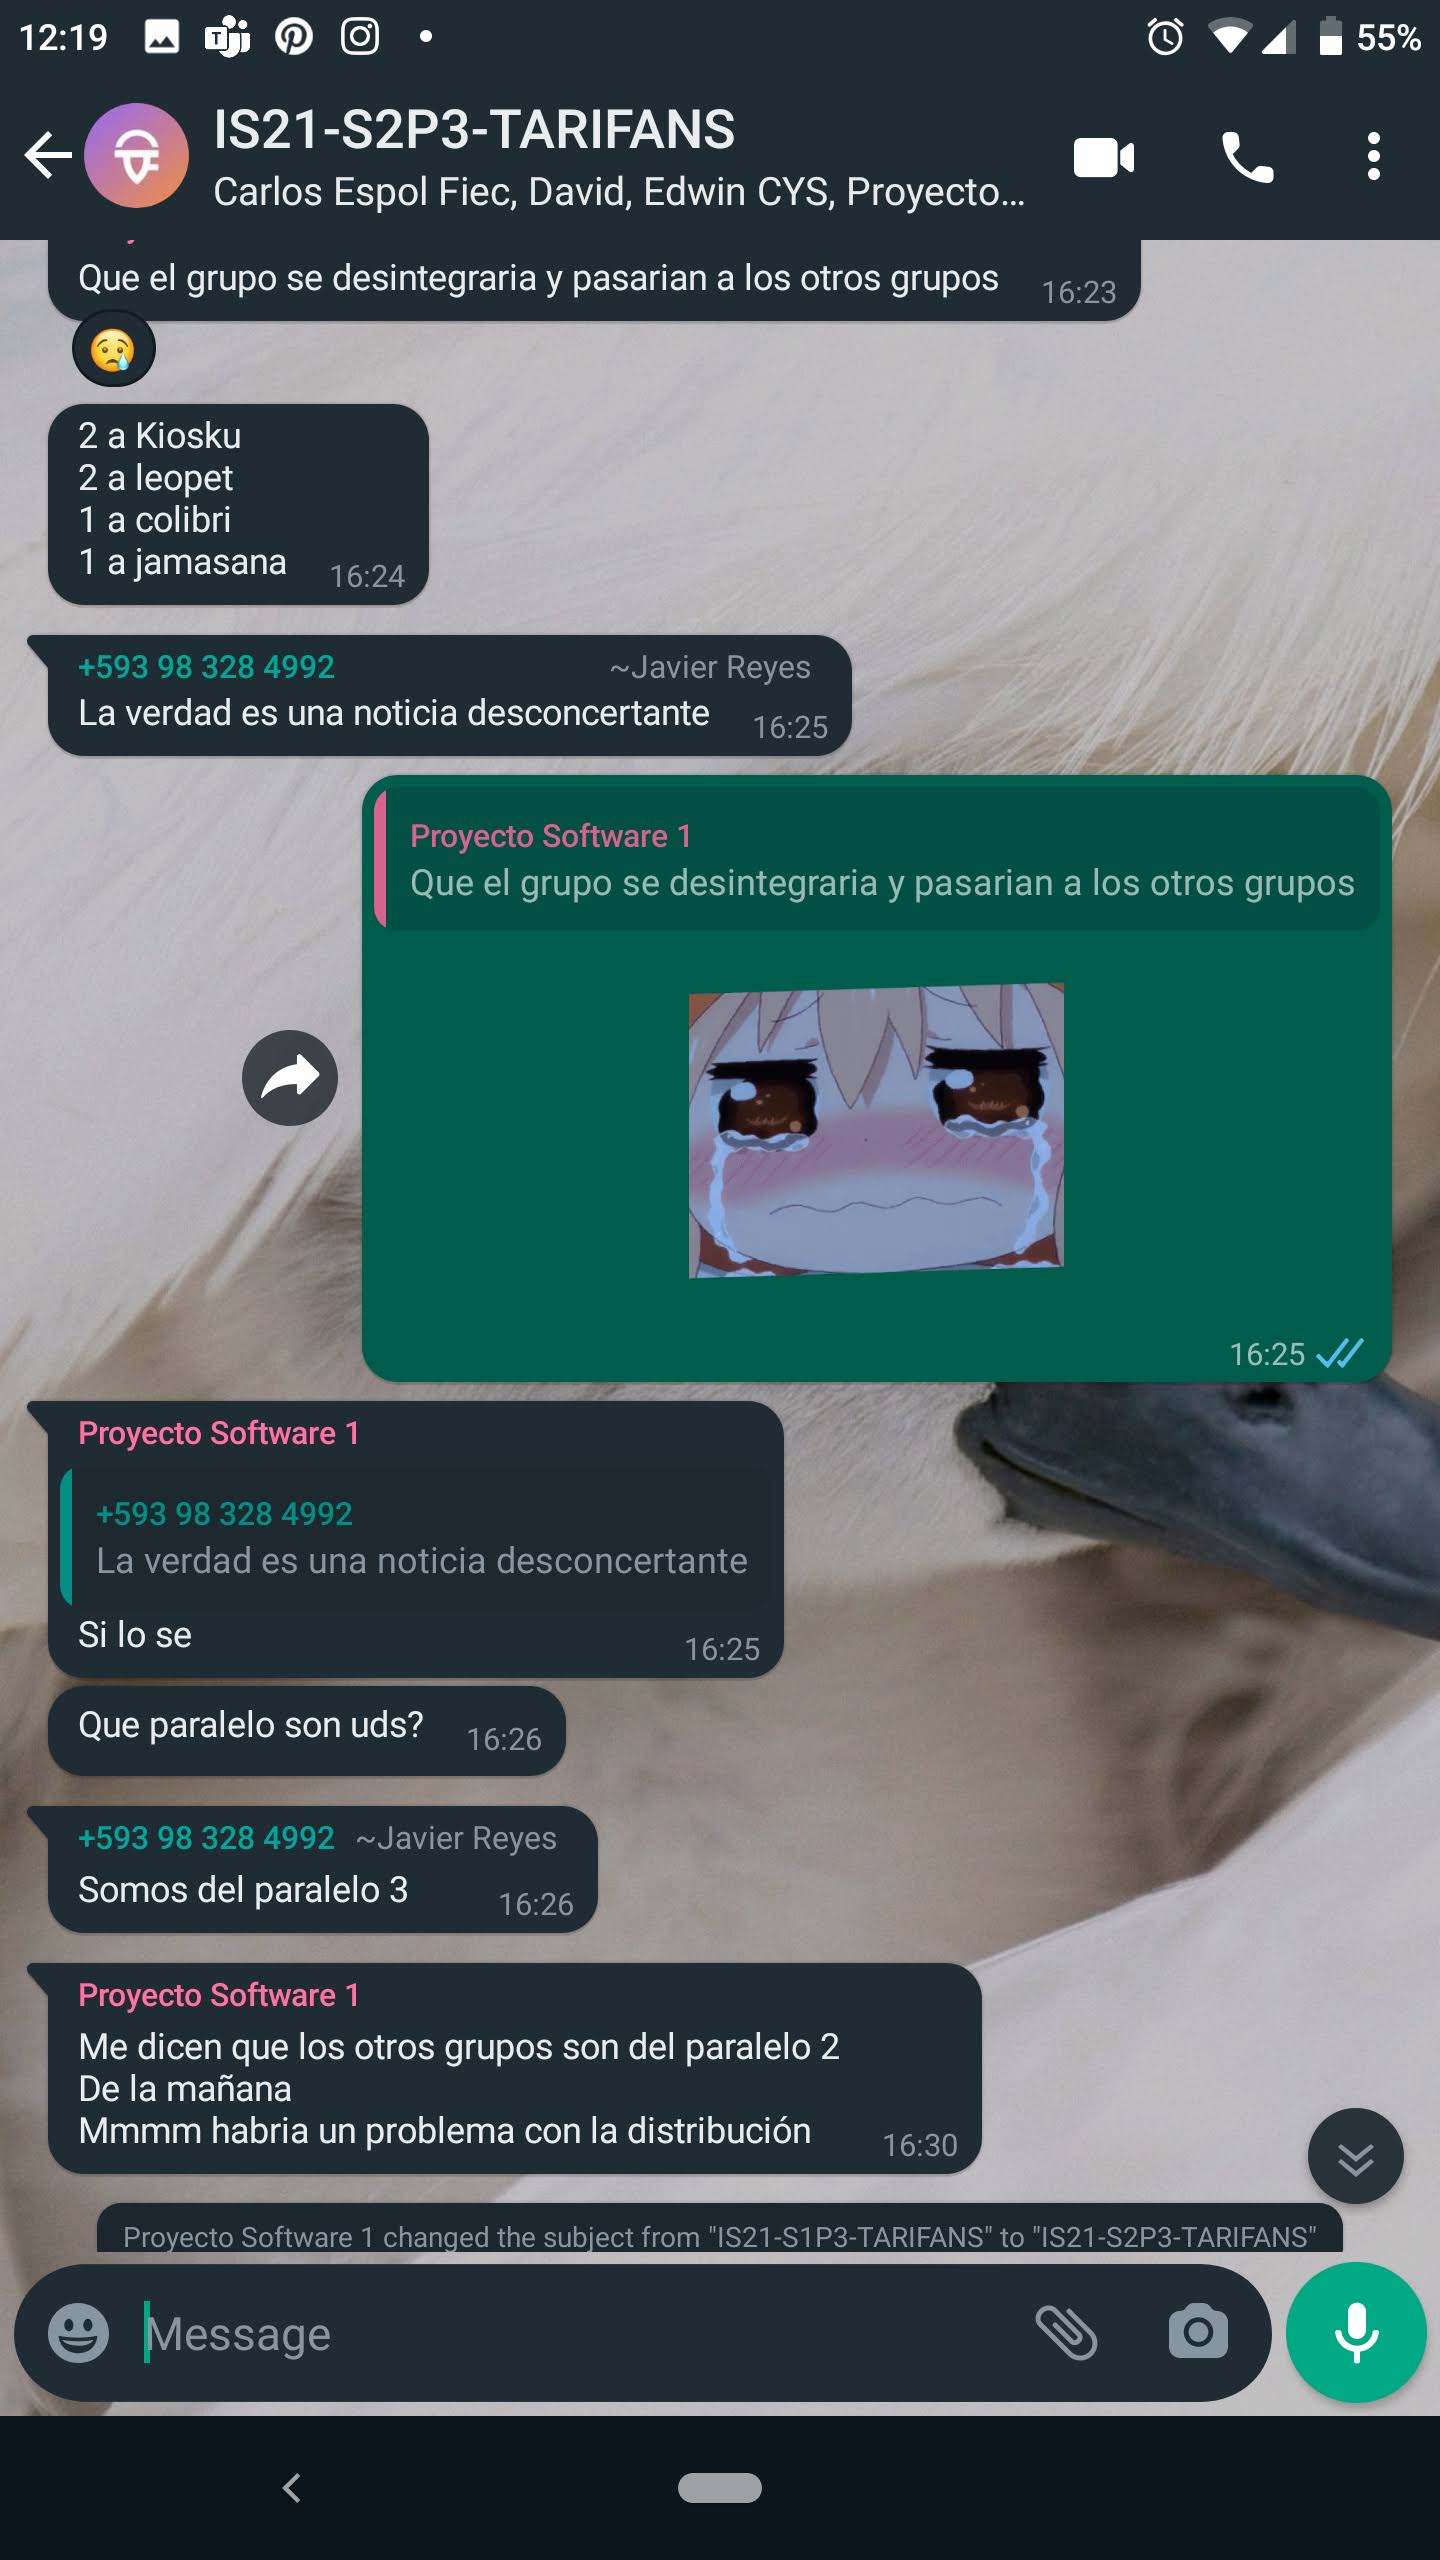 12:19
55%
IS21-S2P3-TARIFANS
Carlos Espol Fiec, David, Edwin CYS, Proyecto...
Que el grupo se desintegraria y pasarian a los otros grupos
16:23
2 a Kiosku
2 a leopet
1 a colibri
1 a jamasana
16:24
+593 98 328 4992 ~Javier Reyes
La verdad es una noticia desconcertante
16:25
Proyecto Software 1
Que el grupo se desintegraria y pasarian a los otros grupos
16:25
Proyecto Software 1
+593 98 328 4992
La verdad es una noticia desconcertante
Si lo se
16:25
Que paralelo son uds?
16:26
+593 98 328 4992 ~Javier Reyes
Somos del paralelo 3
16:26
Proyecto Software 1
Me dicen que los otros grupos son del paralelo 2
De la mañana
Mmmm habria un problema con la distribución
16:30
Proyecto Software 1 changed the subject from "IS21-S1P3-TARIFANS" to "IS21-S2P3-TARIFANS"
Message